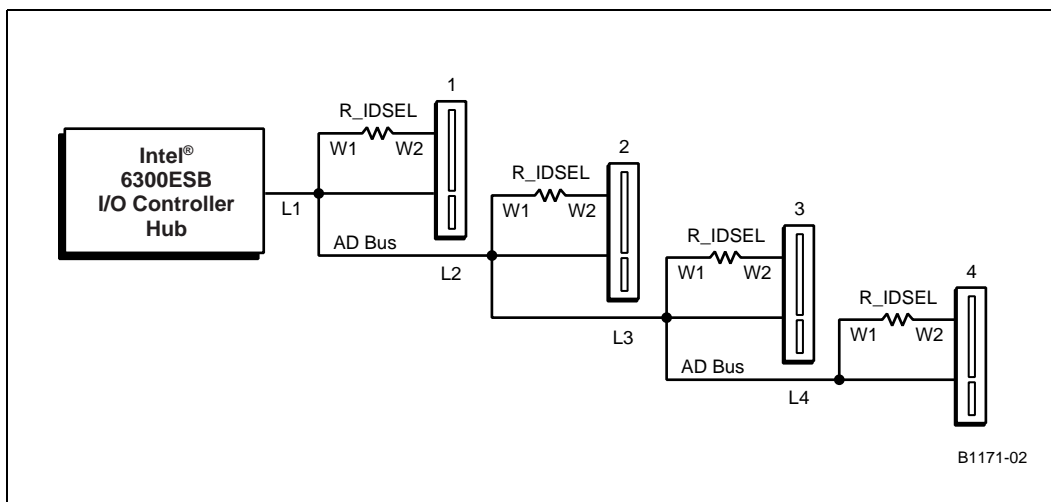 Intel®
6300ESB
I/O Controller
Hub
L1
R_IDSEL
W1 W2
1
AD Bus
L2
R_IDSEL
W1 W2
2
L3
R_IDSEL
W1 W2
3
AD Bus
L4
R_IDSEL
W1 W2
4
B1171-02